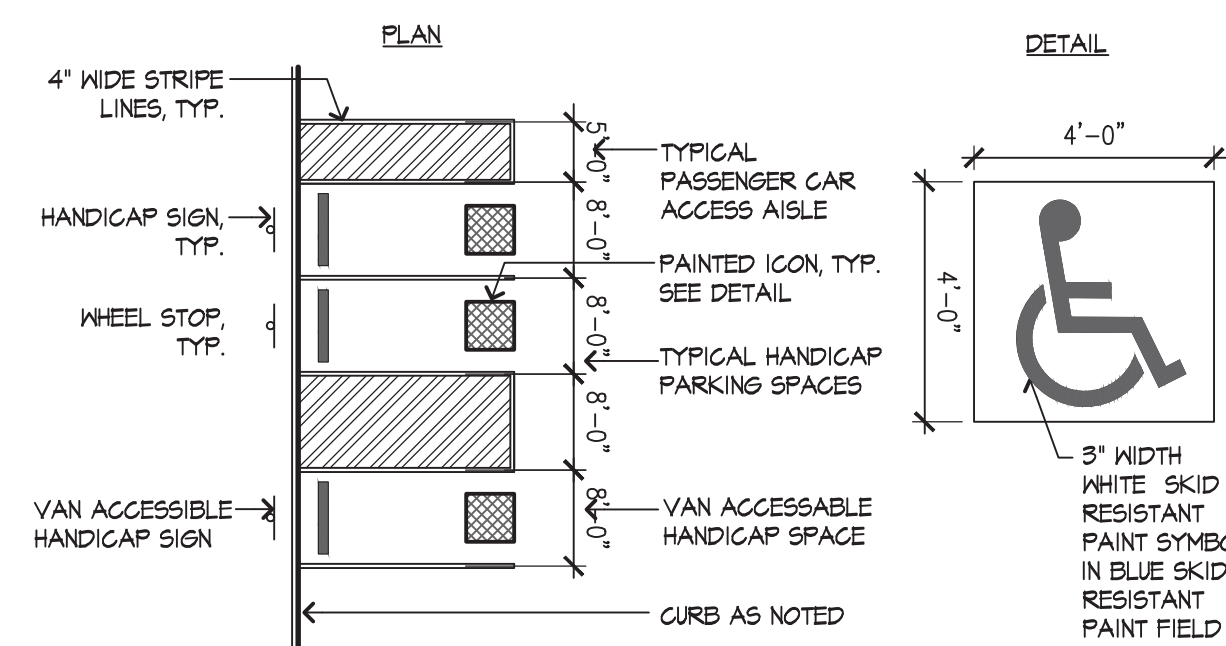 PLAN
4" WIDE STRIPE
LINES, TYP.
HANDICAP SIGN,
TYP.
WHEEL STOP,
TYP.
VAN ACCESSIBLE
HANDICAP SIGN
5'-0"
8'-0"
8'-0"
8'-0"
8'-0"
TYPICAL
PASSENGER CAR
ACCESS AISLE
PAINTED ICON, TYP.
SEE DETAIL
TYPICAL HANDICAP
PARKING SPACES
VAN ACCESSABLE
HANDICAP SPACE
CURB AS NOTED
DETAIL
4'-0"
4'-0"
3" WIDTH
WHITE SKID
RESISTANT
PAINT SYMBO
IN BLUE SKID
RESISTANT
PAINT FIELD